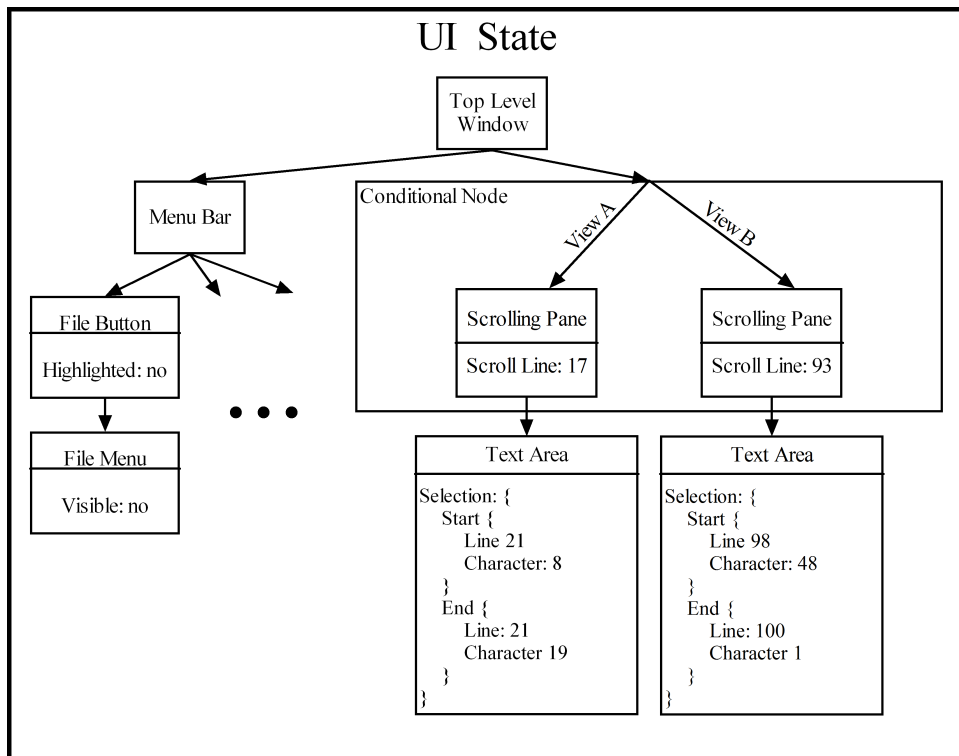 UI State
Top Level
Window
Menu Bar
Conditional Node
View A
View B
File Button
Highlighted: no
File Menu
Visible: no
Scrolling Pane
Scroll Line: 17
Scrolling Pane
Scroll Line: 93
Text Area
Selection: {
Start {
Line 21
Character: 8
}
End {
Line: 21
Character 19
}
}
Text Area
Selection: {
Start {
Line 98
Character: 48
}
End {
Line: 100
Character 1
}
}